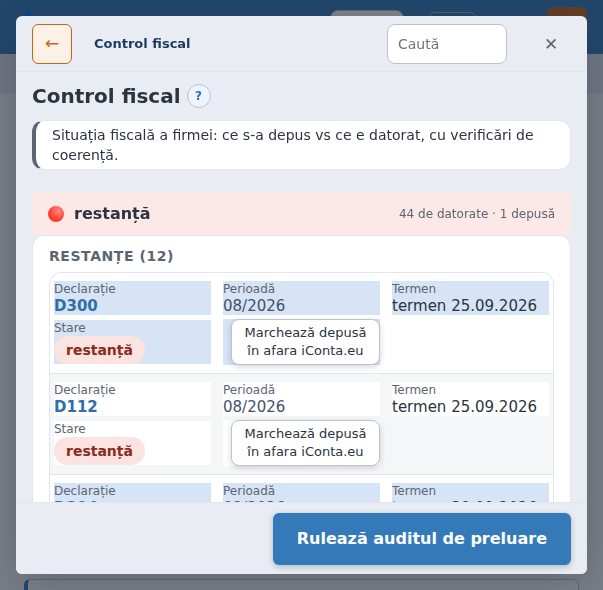 ← Control fiscal Caută ✕
Control fiscal ?
Situația fiscală a firmei: ce s-a depus vs ce e datorat, cu verificări de
coerență.
restanță 44 de datorate · 1 depusă
RESTANȚE (12)
Declarație Perioadă Termen
D300 08/2026 termen 25.09.2026
Stare
restanță
Marchează depusă
în afara iConta.eu
Declarație Perioadă Termen
D112 08/2026 termen 25.09.2026
Stare
restanță
Marchează depusă
în afara iConta.eu
Declarație Perioadă Termen
Rulează auditul de preluare